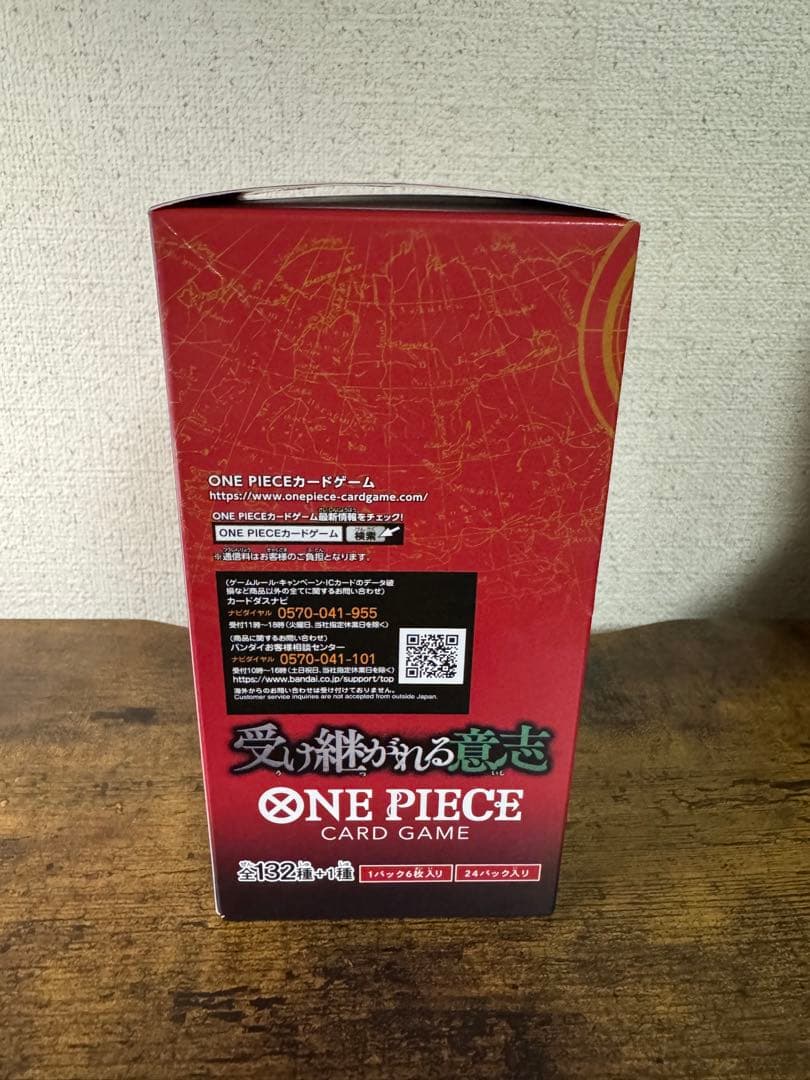 ONE PIECEカードゲーム
https://www.onepiece-cardgame.com/
ONE PIECEカードゲーム最新情報をチェック!
ONE PIECEカードゲーム 検索
※通信料はお客様のご負担となります。
(ゲームルール・キャンペーン・ICカードのデータ破
損など商品以外の全てに関するお問い合わせ)
カードダスナビ
ナビダイヤル 0570-041-955
受付11時〜18時(火曜日、当社指定休業日を除く)
(商品に関するお問い合わせ)
バンダイお客様相談センター
ナビダイヤル 0570-041-101
受付10時〜16時(土日祝日、当社指定休業日を除く)
https://www.bandai.co.jp/support/top
海外からのお問い合わせは受け付けておりません。
Customer service inquiries are not accepted from outside Japan.
受け継がれる意志
ONE PIECE
CARD GAME
全132種+1種 1パック6枚入り 24パック入り